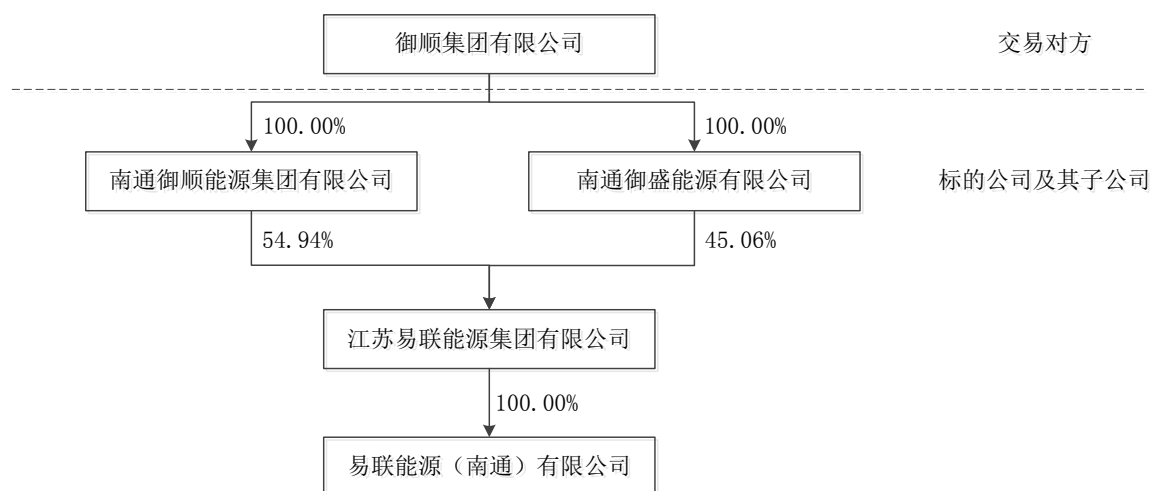 御顺集团有限公司
交易对方
100.00%
100.00%
南通御顺能源集团有限公司
南通御盛能源有限公司
标的公司及其子公司
54.94%
45.06%
江苏易联能源集团有限公司
100.00%
易联能源（南通）有限公司